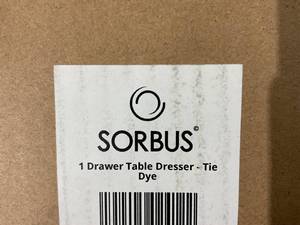 SORBUS©
1 Drawer Table Dresser - Tie
Dye